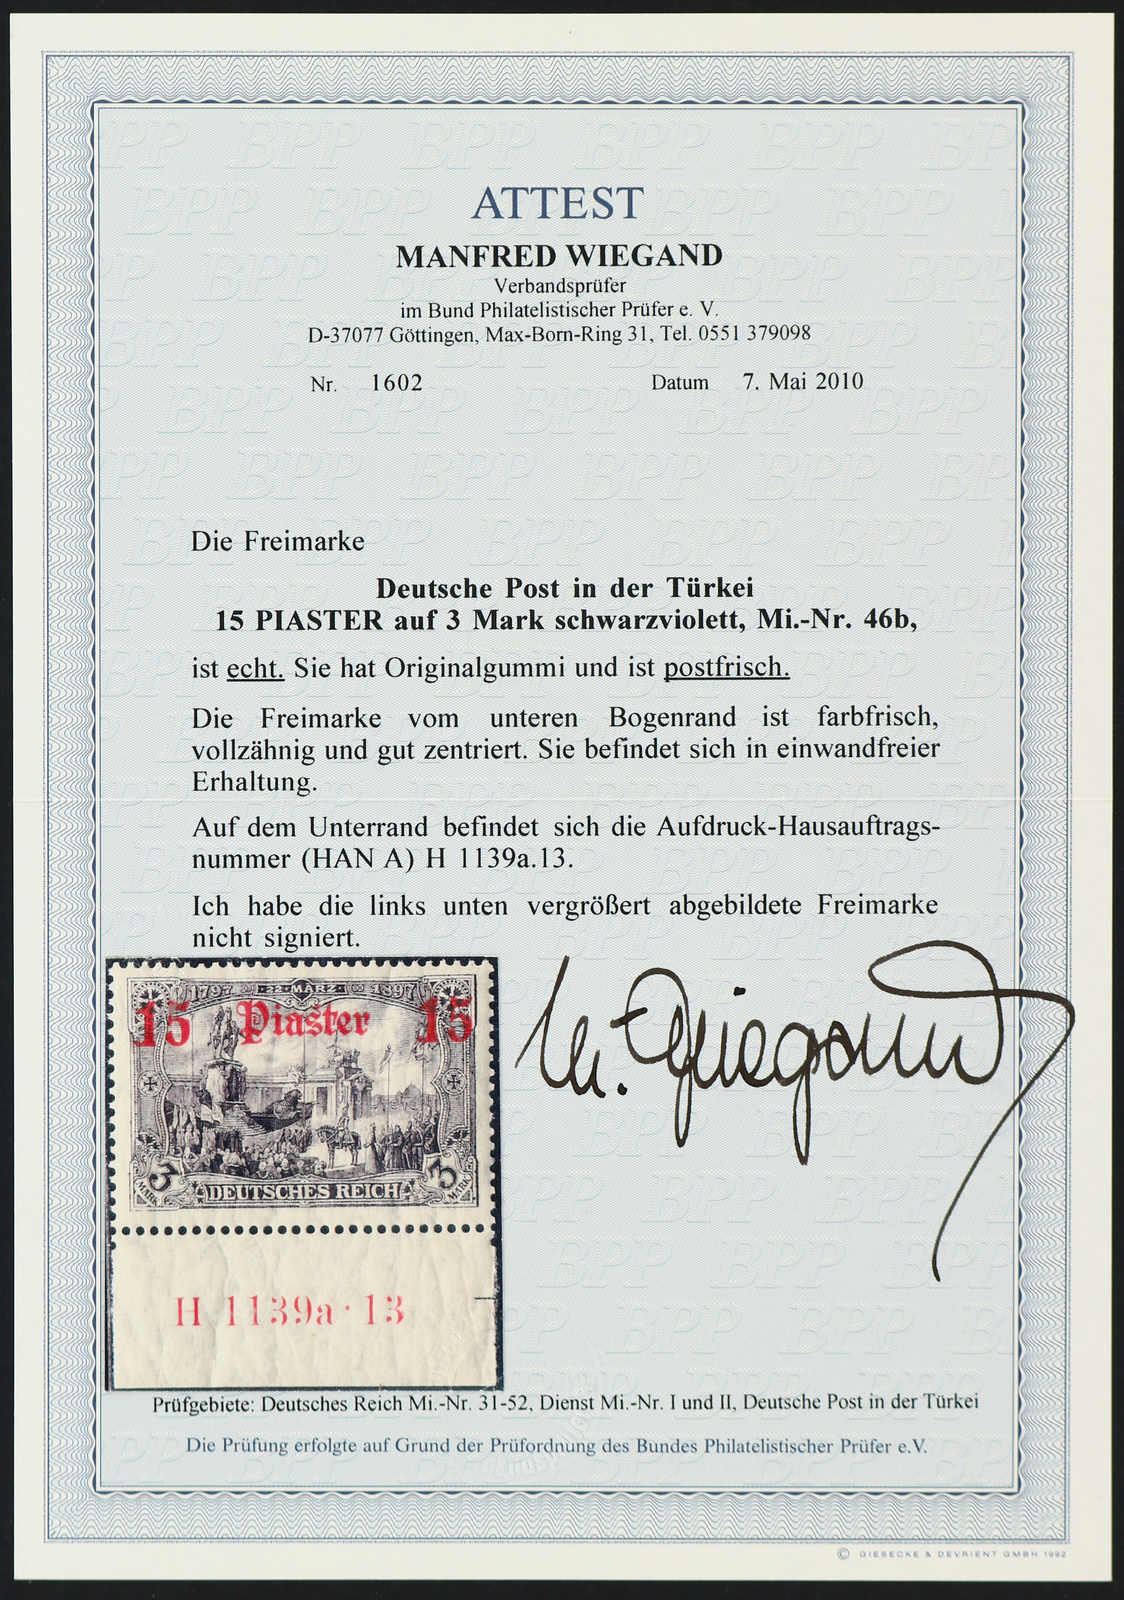 ATTEST
MANFRED WIEGAND
Verbandsprüfer
im Bund Philatelistischer Prüfer e. V.
D-37077 Göttingen, Max-Born-Ring 31, Tel. 0551 379098
Nr. 1602 Datum 7. Mai 2010
Die Freimarke
Deutsche Post in der Türkei
15 PIASTER auf 3 Mark schwarzviolett, Mi.-Nr. 46b,
ist echt. Sie hat Originalgummi und ist postfrisch.
Die Freimarke vom unteren Bogenrand ist farbfrisch,
vollzähnig und gut zentriert. Sie befindet sich in einwandfreier
Erhaltung.
Auf dem Unterrand befindet sich die Aufdruck-Hausauftrags-
nummer (HAN A) H 1139a.13.
Ich habe die links unten vergrößert abgebildete Freimarke
nicht signiert.
1797 22 MÄRZ 1897
15 Piaster 15
3 MARK DEUTSCHES REICH 3 MARK
H 1139a·13
M. Wiegand
Prüfgebiete: Deutsches Reich Mi.-Nr. 31-52, Dienst Mi.-Nr. I und II, Deutsche Post in der Türkei
Die Prüfung erfolgte auf Grund der Prüfordnung des Bundes Philatelistischer Prüfer e.V.
© GIESECKE & DEVRIENT GMBH 1992